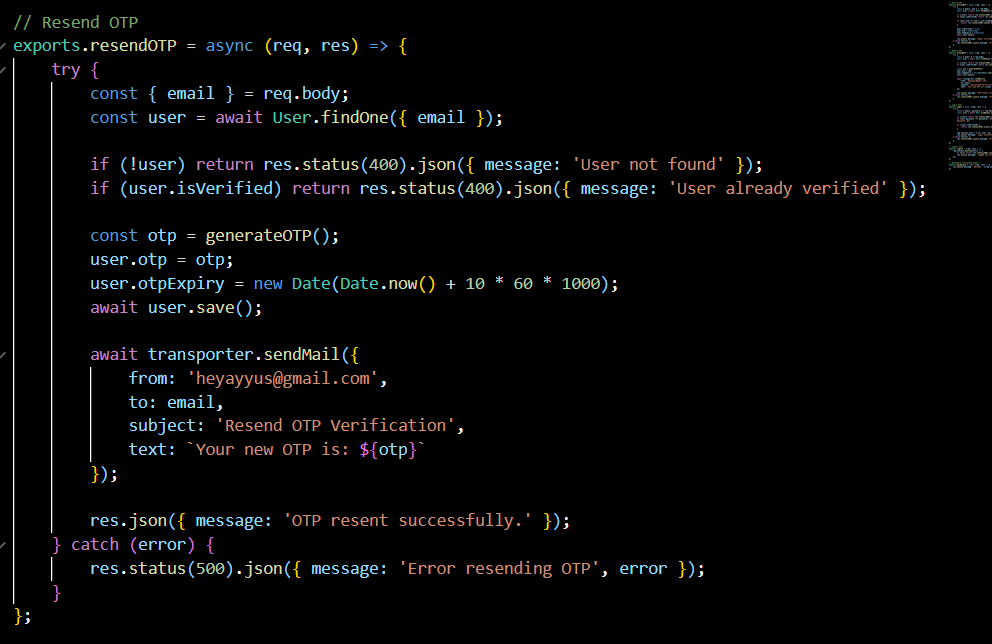 // Resend OTP
exports.resendOTP = async (req, res) => {
    try {
        const { email } = req.body;
        const user = await User.findOne({ email });

        if (!user) return res.status(400).json({ message: 'User not found' });
        if (user.isVerified) return res.status(400).json({ message: 'User already verified' });

        const otp = generateOTP();
        user.otp = otp;
        user.otpExpiry = new Date(Date.now() + 10 * 60 * 1000);
        await user.save();

        await transporter.sendMail({
            from: 'heyayyus@gmail.com',
            to: email,
            subject: 'Resend OTP Verification',
            text: `Your new OTP is: ${otp}`
        });

        res.json({ message: 'OTP resent successfully.' });
    } catch (error) {
        res.status(500).json({ message: 'Error resending OTP', error });
    }
};